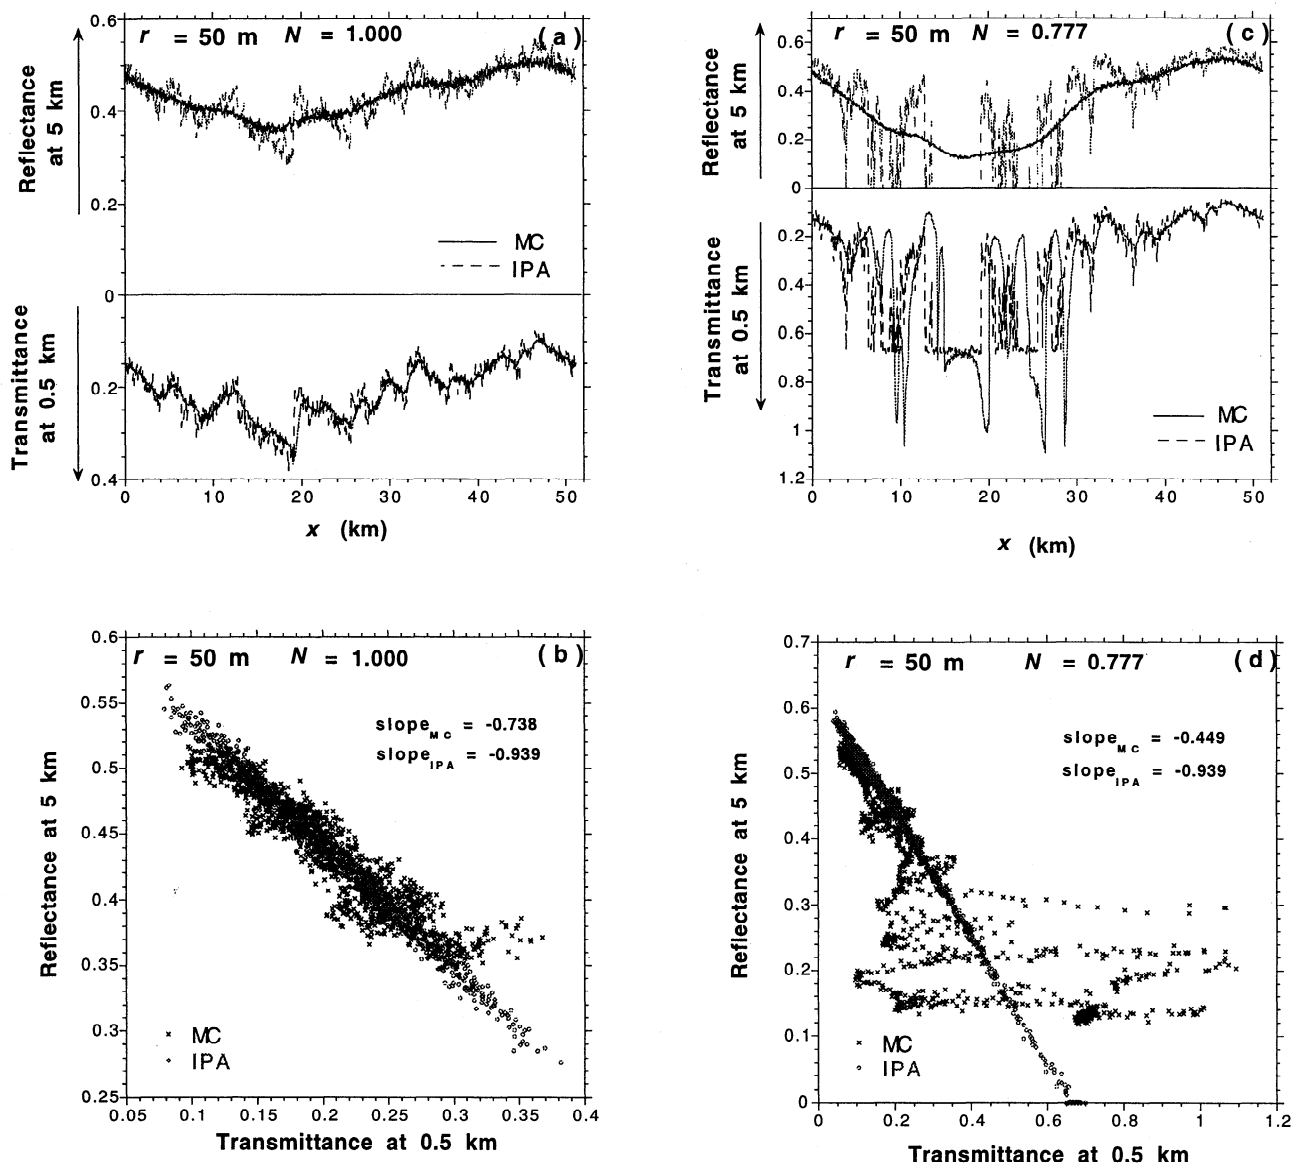 r = 50 m N = 1.000 (a)
Reflectance at 5 km
0.6
0.4
0.2
0
MC
IPA
Transmittance at 0.5 km
0.2
0.4
0 10 20 30 40 50
x (km)
r = 50 m N = 0.777 (c)
Reflectance at 5 km
0.6
0.4
0.2
0
Transmittance at 0.5 km
0.2
0.4
0.6
0.8
1
1.2
MC
IPA
0 10 20 30 40 50
x (km)
r = 50 m N = 1.000 (b)
slope MC = -0.738
slope IPA = -0.939
Reflectance at 5 km
0.6
0.55
0.5
0.45
0.4
0.35
0.3
0.25
MC
IPA
0.05 0.1 0.15 0.2 0.25 0.3 0.35 0.4
Transmittance at 0.5 km
r = 50 m N = 0.777 (d)
slope MC = -0.449
slope IPA = -0.939
Reflectance at 5 km
0.7
0.6
0.5
0.4
0.3
0.2
0.1
0
MC
IPA
0 0.2 0.4 0.6 0.8 1 1.2
Transmittance at 0.5 km